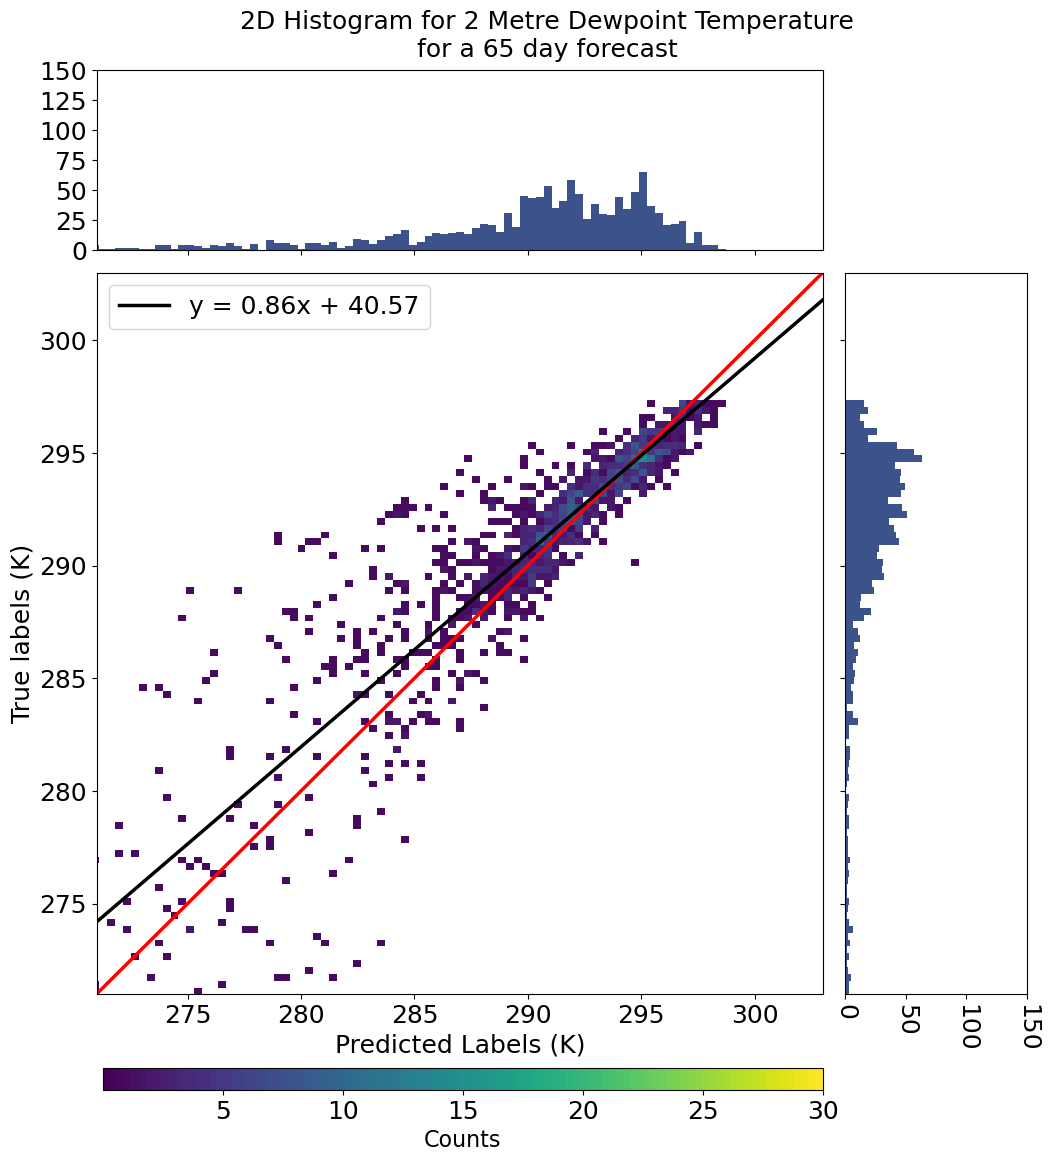 2D Histogram for 2 Metre Dewpoint Temperature
for a 65 day forecast
150
125
100
75
50
25
0
y = 0.86x + 40.57
300
295
290
285
280
275
True labels (K)
275 280 285 290 295 300
Predicted Labels (K)
0 50 100 150
5 10 15 20 25 30
Counts